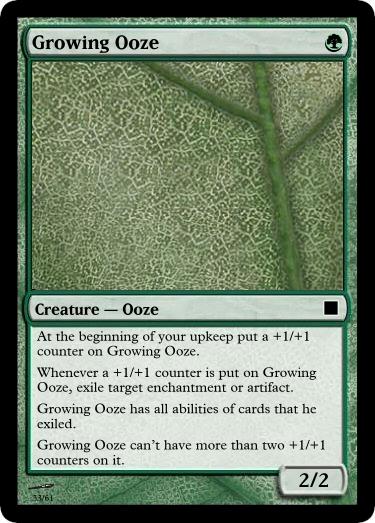 Growing Ooze
Creature — Ooze
At the beginning of your upkeep put a +1/+1
counter on Growing Ooze.
Whenever a +1/+1 counter is put on Growing
Ooze, exile target enchantment or artifact.
Growing Ooze has all abilities of cards that he
exiled.
Growing Ooze can't have more than two +1/+1
counters on it.
2/2
33/61